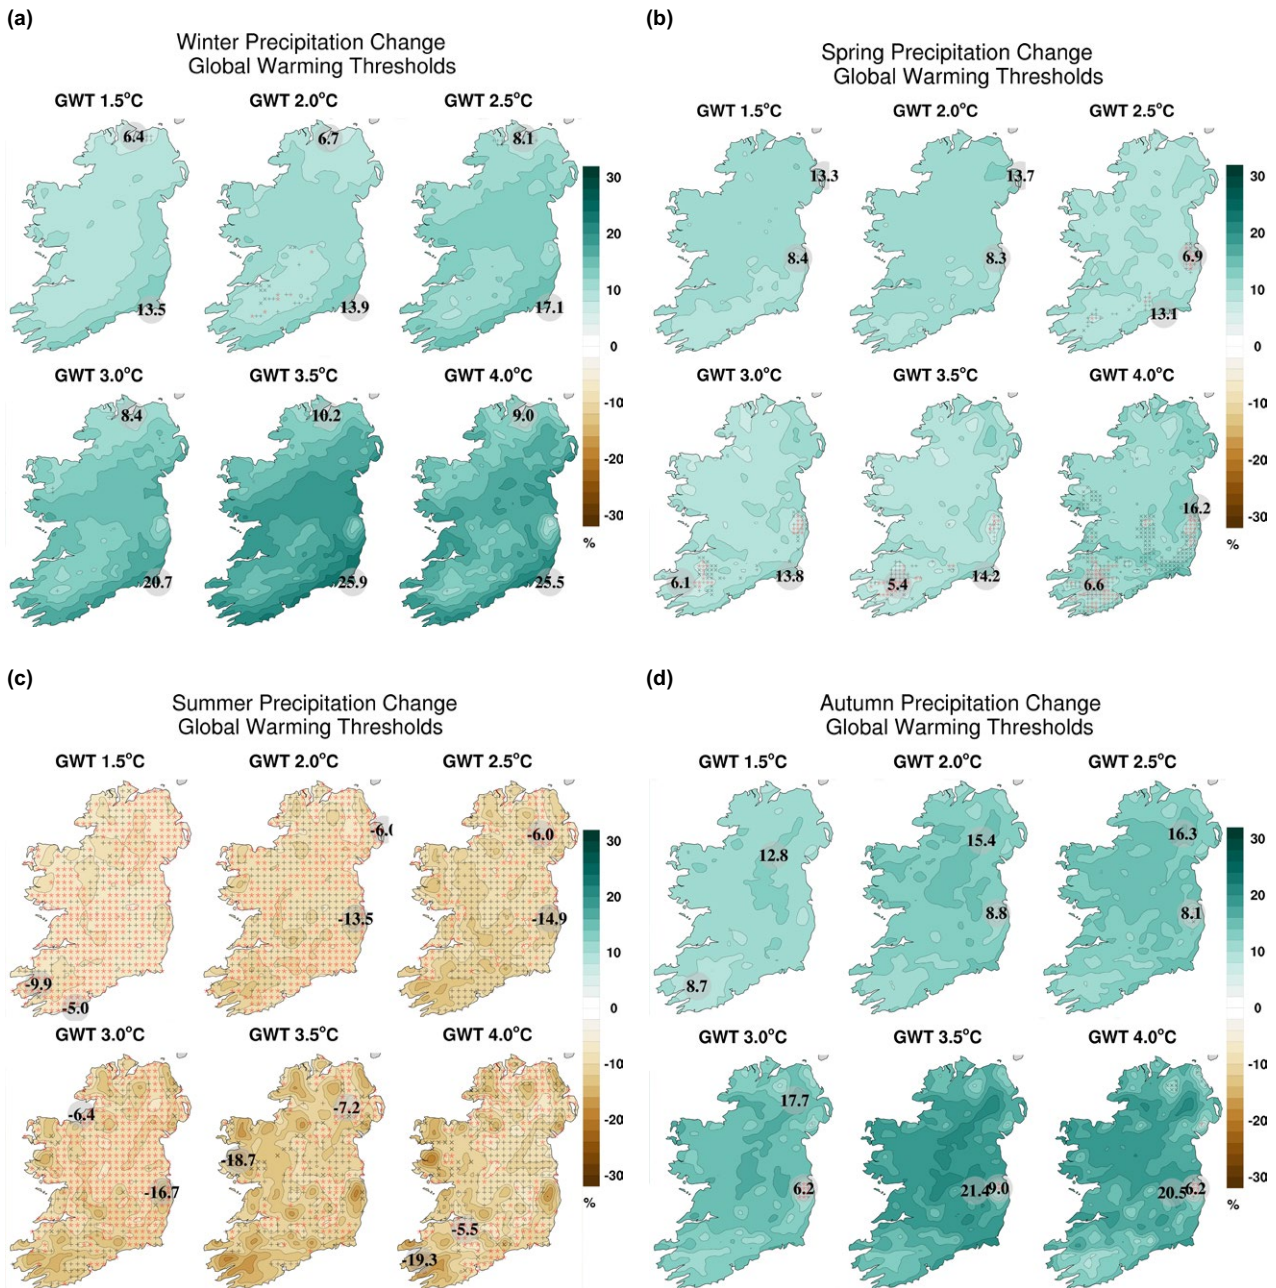 (a)
Winter Precipitation Change
Global Warming Thresholds
GWT 1.5°C GWT 2.0°C GWT 2.5°C
6.4 6.7 8.1
13.5 13.9 17.1
GWT 3.0°C GWT 3.5°C GWT 4.0°C
8.4 10.2 9.0
20.7 25.9 25.5
30
20
10
0
-10
-20
-30
%
(b)
Spring Precipitation Change
Global Warming Thresholds
GWT 1.5°C GWT 2.0°C GWT 2.5°C
13.3 13.7
8.4 8.3 6.9
13.1
GWT 3.0°C GWT 3.5°C GWT 4.0°C
16.2
6.1 13.8 5.4 14.2 6.6
30
20
10
0
-10
-20
-30
%
(c)
Summer Precipitation Change
Global Warming Thresholds
GWT 1.5°C GWT 2.0°C GWT 2.5°C
-6.0 -6.0
-13.5 -14.9
-9.9
-5.0
GWT 3.0°C GWT 3.5°C GWT 4.0°C
-6.4 -7.2
-18.7
-16.7
-5.5
-19.3
30
20
10
0
-10
-20
-30
%
(d)
Autumn Precipitation Change
Global Warming Thresholds
GWT 1.5°C GWT 2.0°C GWT 2.5°C
12.8 15.4 16.3
8.8 8.1
8.7
GWT 3.0°C GWT 3.5°C GWT 4.0°C
17.7
6.2 21.4 9.0 20.5 6.2
30
20
10
0
-10
-20
-30
%